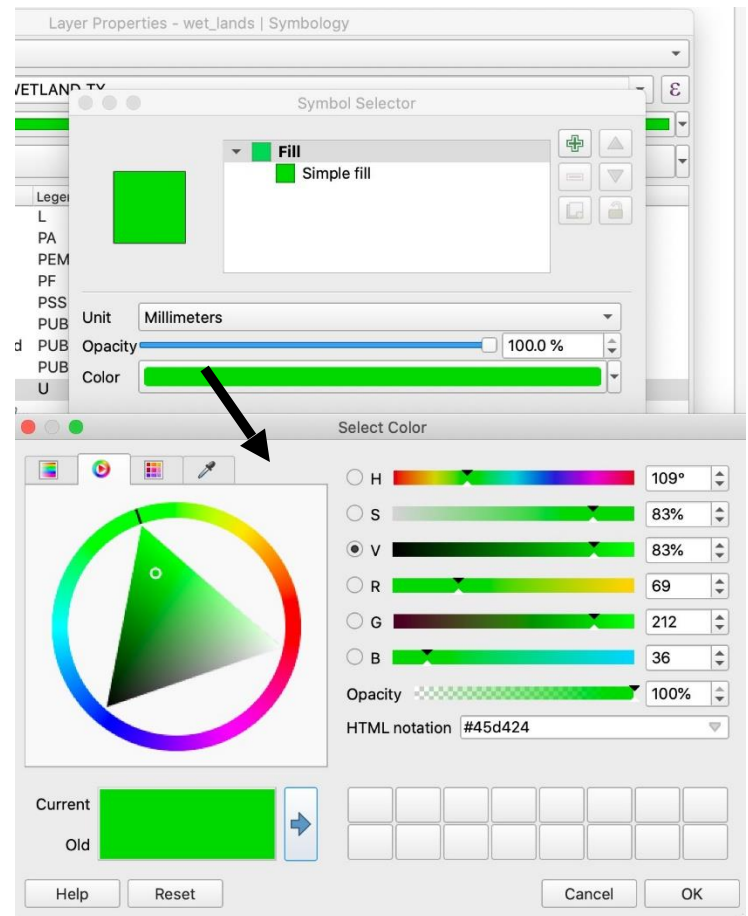 Layer Properties - wet_lands | Symbology
Symbol Selector
ε
Fill
Simple fill
Leger
L
PA
PEM
PF
PSS
PUB
d PUB
PUB
U
Unit Millimeters
Opacity 100.0 %
Color
Select Color
H 109°
S 83%
V 83%
R 69
G 212
B 36
Opacity 100%
HTML notation #45d424
Current
Old
Help Reset Cancel OK